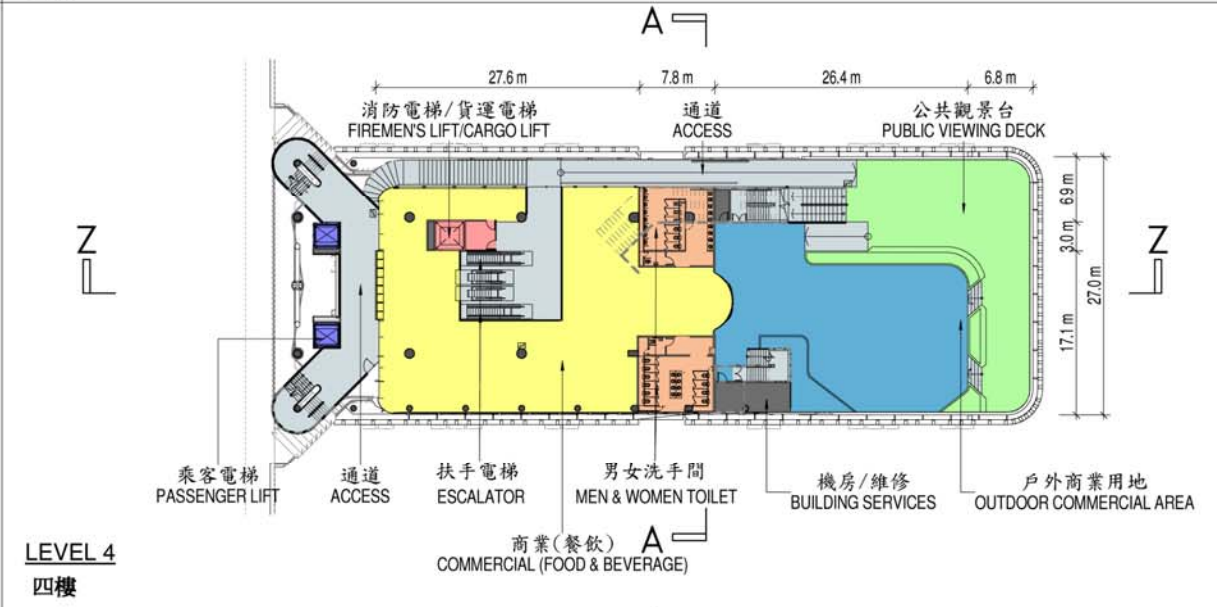 A
27.6 m
7.8 m
26.4 m
6.8 m
消防電梯/貨運電梯
FIREMEN'S LIFT/CARGO LIFT
通道
ACCESS
公共觀景台
PUBLIC VIEWING DECK
6.9 m
3.0 m
27.0 m
17.1 m
Z
Z
乘客電梯
PASSENGER LIFT
通道
ACCESS
扶手電梯
ESCALATOR
男女洗手間
MEN & WOMEN TOILET
機房/維修
BUILDING SERVICES
戶外商業用地
OUTDOOR COMMERCIAL AREA
商業(餐飲)
COMMERCIAL (FOOD & BEVERAGE)
A
LEVEL 4
四樓